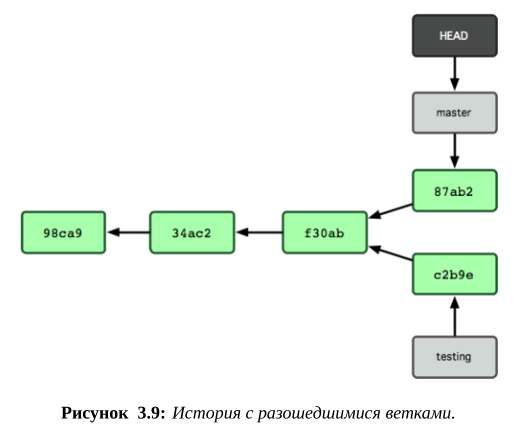 HEAD
master
87ab2
98ca9 34ac2 f30ab
c2b9e
testing
Рисунок 3.9: История с разошедшимися ветками.